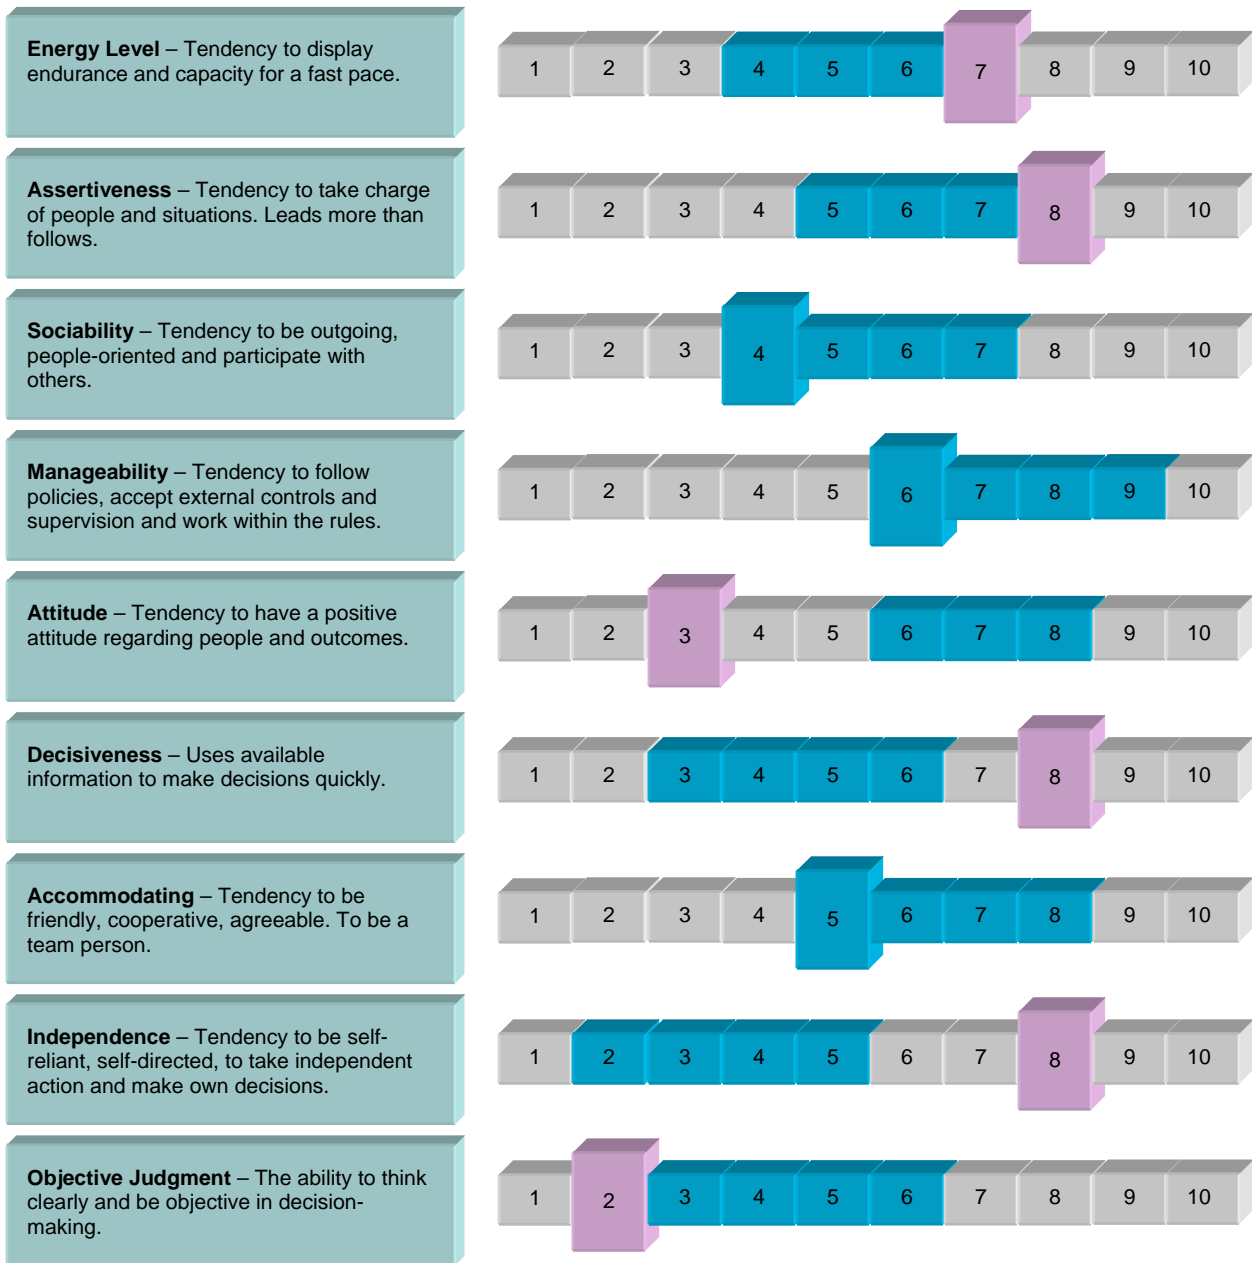 Energy Level – Tendency to display
endurance and capacity for a fast pace.
1 2 3 4 5 6 7 8 9 10
Assertiveness – Tendency to take charge
of people and situations. Leads more than
follows.
1 2 3 4 5 6 7 8 9 10
Sociability – Tendency to be outgoing,
people-oriented and participate with
others.
1 2 3 4 5 6 7 8 9 10
Manageability – Tendency to follow
policies, accept external controls and
supervision and work within the rules.
1 2 3 4 5 6 7 8 9 10
Attitude – Tendency to have a positive
attitude regarding people and outcomes.
1 2 3 4 5 6 7 8 9 10
Decisiveness – Uses available
information to make decisions quickly.
1 2 3 4 5 6 7 8 9 10
Accommodating – Tendency to be
friendly, cooperative, agreeable. To be a
team person.
1 2 3 4 5 6 7 8 9 10
Independence – Tendency to be self-
reliant, self-directed, to take independent
action and make own decisions.
1 2 3 4 5 6 7 8 9 10
Objective Judgment – The ability to think
clearly and be objective in decision-
making.
1 2 3 4 5 6 7 8 9 10